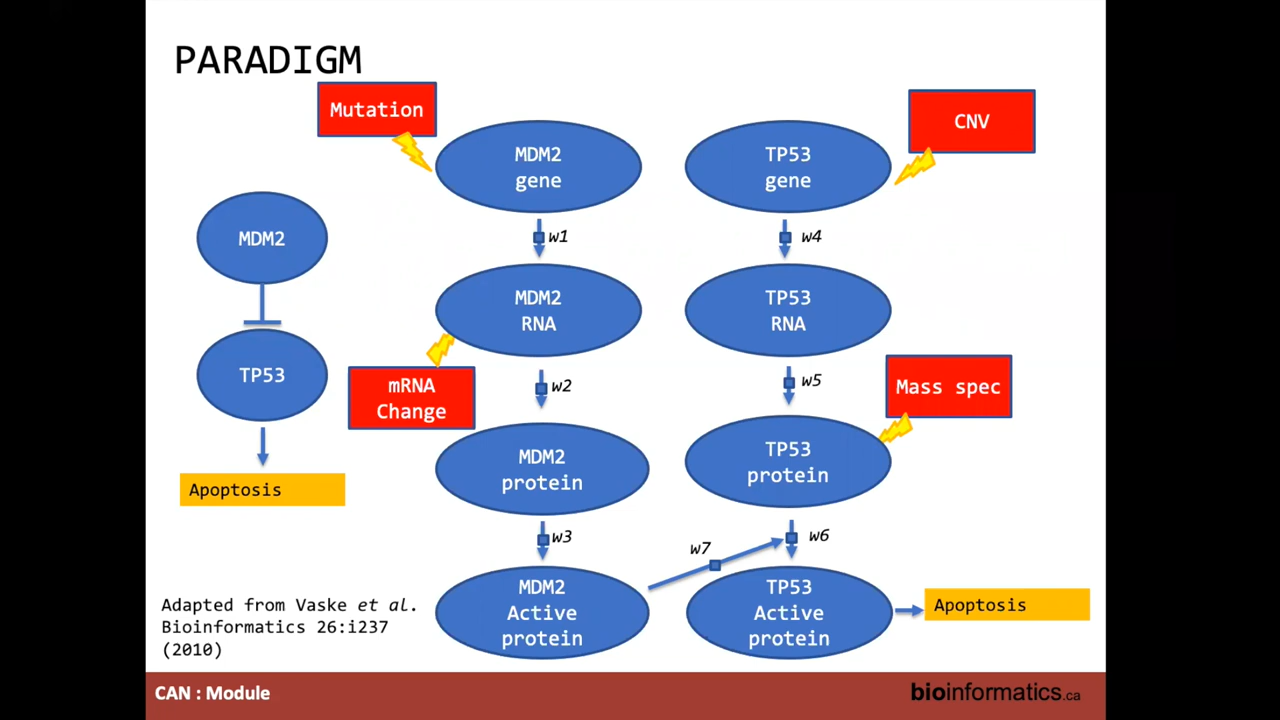 PARADIGM
Mutation
CNV
MDM2
gene
TP53
gene
w1
w4
MDM2
TP53
Apoptosis
MDM2
RNA
TP53
RNA
mRNA
Change
w2
w5
Mass spec
MDM2
protein
TP53
protein
w3
w7
w6
MDM2
Active
protein
TP53
Active
protein
Apoptosis
Adapted from Vaske et al.
Bioinformatics 26:i237
(2010)
CAN : Module
bioinformatics.ca